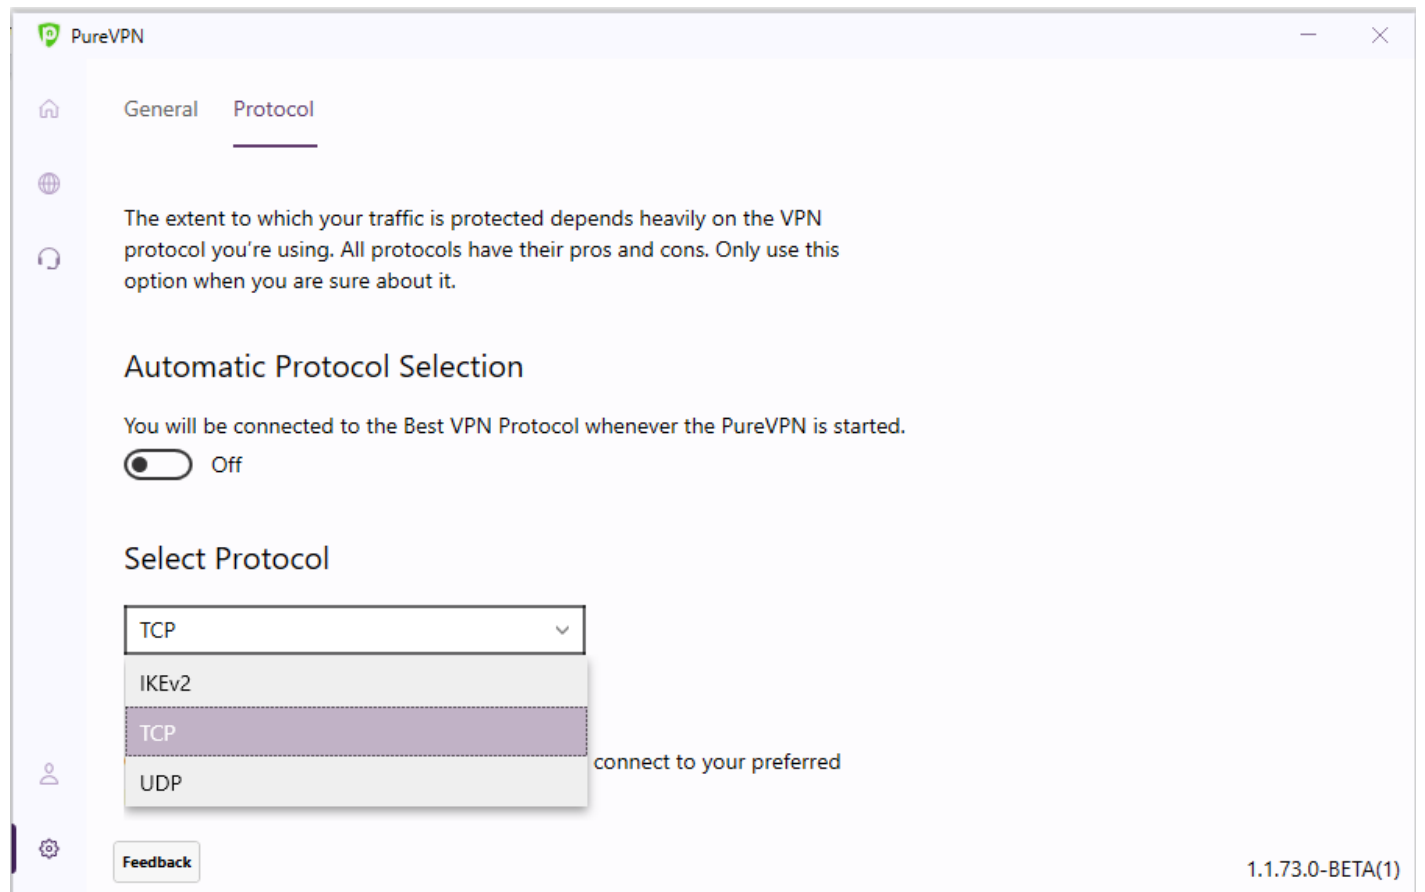 PureVPN
General
Protocol
The extent to which your traffic is protected depends heavily on the VPN
protocol you're using. All protocols have their pros and cons. Only use this
option when you are sure about it.
Automatic Protocol Selection
You will be connected to the Best VPN Protocol whenever the PureVPN is started.
Off
Select Protocol
TCP
IKEv2
TCP
connect to your preferred
UDP
Feedback
1.1.73.0-BETA(1)